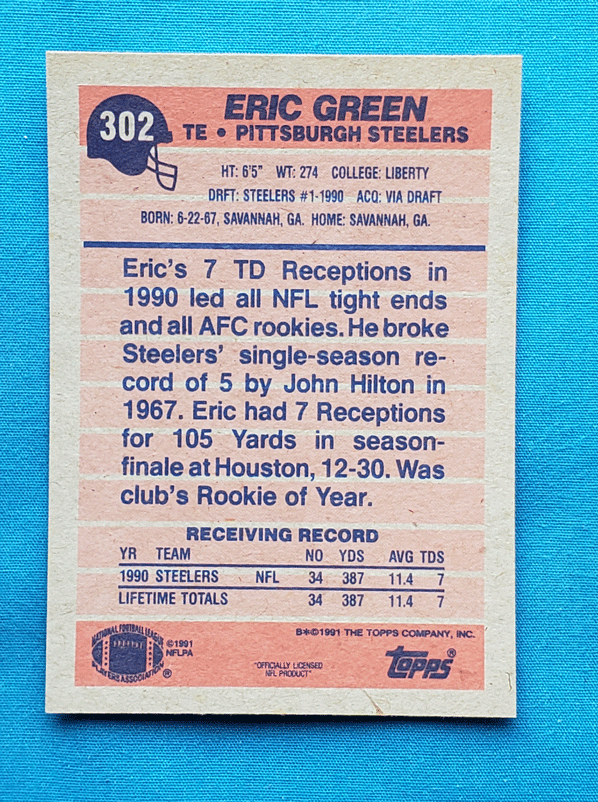 302
ERIC GREEN
TE • PITTSBURGH STEELERS
HT: 6'5" WT: 274 COLLEGE: LIBERTY
DRFT: STEELERS #1-1990 ACQ: VIA DRAFT
BORN: 6-22-67, SAVANNAH, GA. HOME: SAVANNAH, GA.
Eric's 7 TD Receptions in
1990 led all NFL tight ends
and all AFC rookies. He broke
Steelers' single-season re-
cord of 5 by John Hilton in
1967. Eric had 7 Receptions
for 105 Yards in season-
finale at Houston, 12-30. Was
club's Rookie of Year.
RECEIVING RECORD
YR TEAM NO YDS AVG TDS
1990 STEELERS NFL 34 387 11.4 7
LIFETIME TOTALS 34 387 11.4 7
B*©1991 THE TOPPS COMPANY, INC.
NATIONAL FOOTBALL LEAGUE
PLAYERS ASSOCIATION
®
©1991
NFLPA
"OFFICIALLY LICENSED
NFL PRODUCT"
topps®